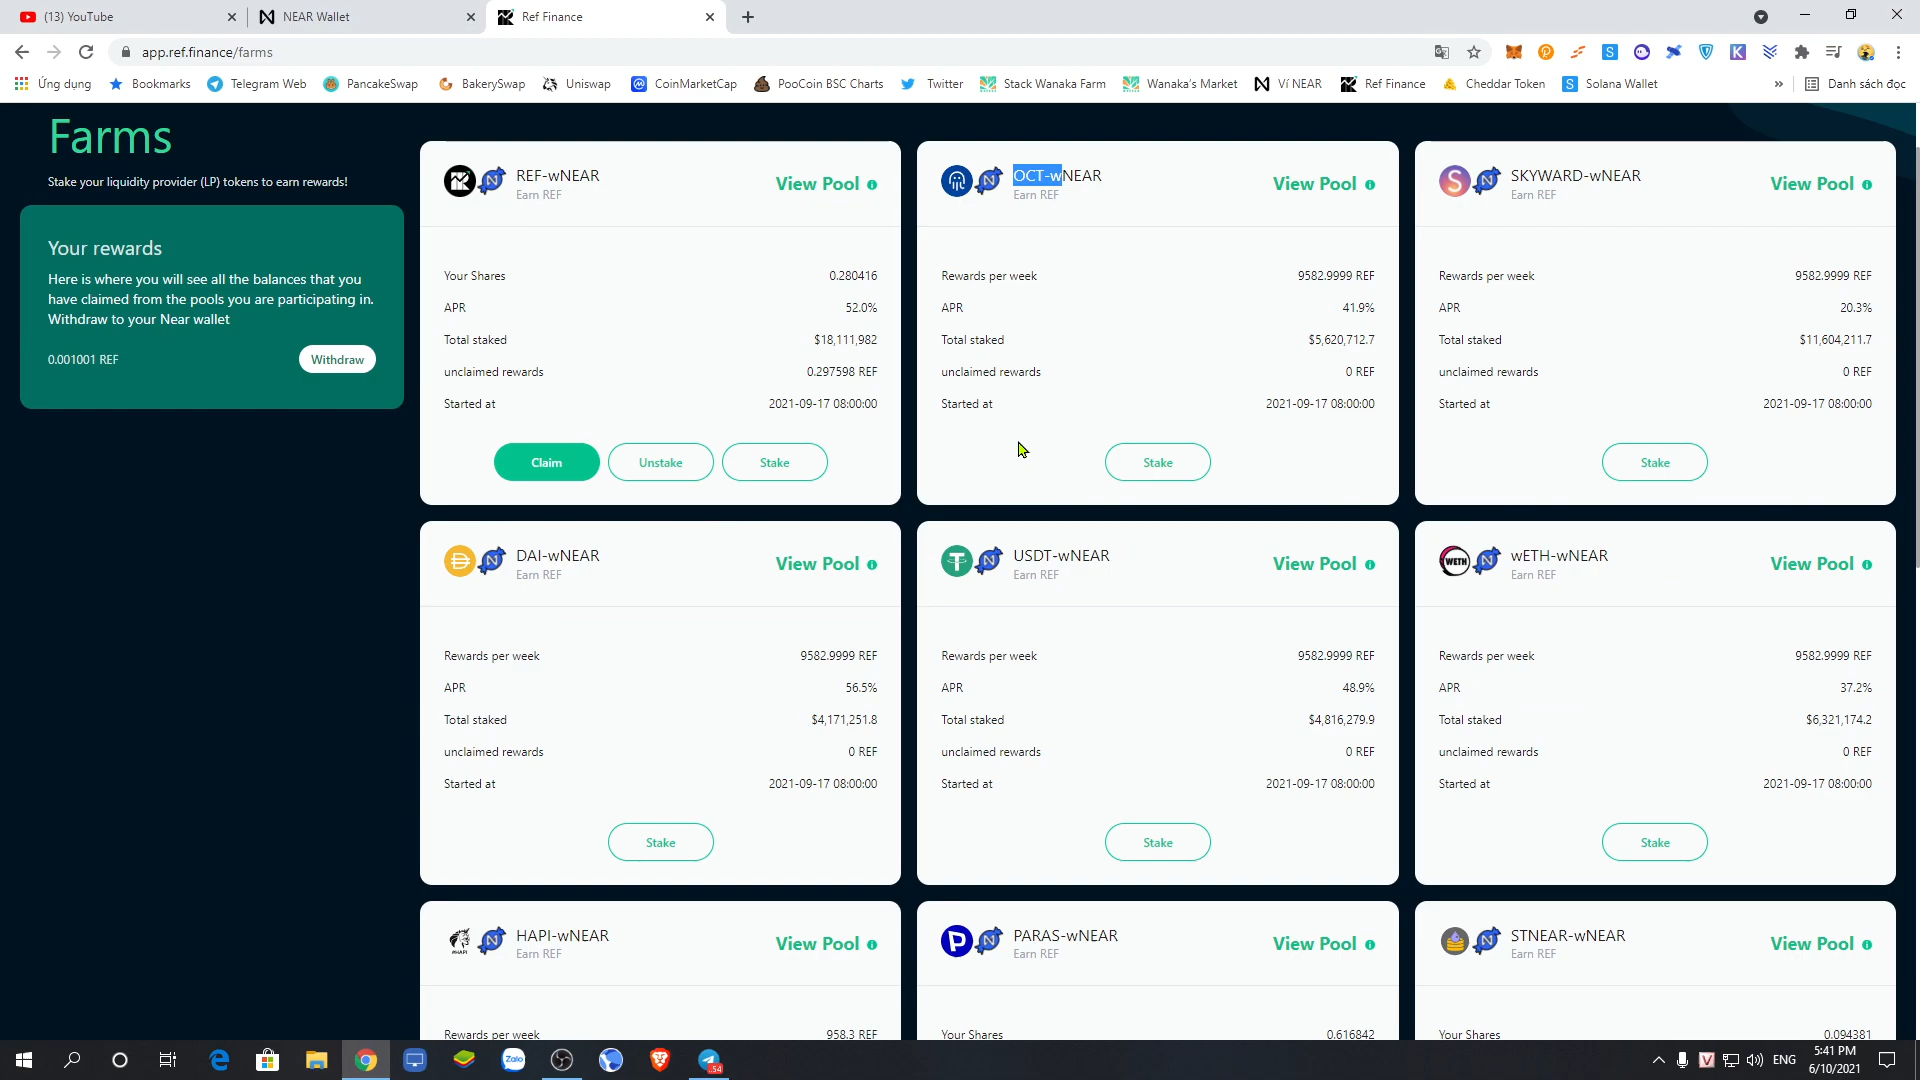 (13) YouTube
NEAR Wallet
Ref Finance
app.ref.finance/farms
Ứng dụng
Bookmarks
Telegram Web
PancakeSwap
BakerySwap
Uniswap
CoinMarketCap
PooCoin BSC Charts
Twitter
Stack Wanaka Farm
Wanaka's Market
Ví NEAR
Ref Finance
Cheddar Token
Solana Wallet
»
Danh sách đọc
Farms
Stake your liquidity provider (LP) tokens to earn rewards!
Your rewards
Here is where you will see all the balances that you
have claimed from the pools you are participating in.
Withdraw to your Near wallet
0.001001 REF
Withdraw
REF-wNEAR
Earn REF
View Pool
Your Shares 0.280416
APR 52.0%
Total staked $18,111,982
unclaimed rewards 0.297598 REF
Started at 2021-09-17 08:00:00
Claim
Unstake
Stake
OCT-wNEAR
Earn REF
View Pool
Rewards per week 9582.9999 REF
APR 41.9%
Total staked $5,620,712.7
unclaimed rewards 0 REF
Started at 2021-09-17 08:00:00
Stake
SKYWARD-wNEAR
Earn REF
View Pool
Rewards per week 9582.9999 REF
APR 20.3%
Total staked $11,604,211.7
unclaimed rewards 0 REF
Started at 2021-09-17 08:00:00
Stake
DAI-wNEAR
Earn REF
View Pool
Rewards per week 9582.9999 REF
APR 56.5%
Total staked $4,171,251.8
unclaimed rewards 0 REF
Started at 2021-09-17 08:00:00
Stake
USDT-wNEAR
Earn REF
View Pool
Rewards per week 9582.9999 REF
APR 48.9%
Total staked $4,816,279.9
unclaimed rewards 0 REF
Started at 2021-09-17 08:00:00
Stake
WETH
wETH-wNEAR
Earn REF
View Pool
Rewards per week 9582.9999 REF
APR 37.2%
Total staked $6,321,174.2
unclaimed rewards 0 REF
Started at 2021-09-17 08:00:00
Stake
HAPI-wNEAR
Earn REF
View Pool
Rewards per week 958.3 REF
PARAS-wNEAR
Earn REF
View Pool
Your Shares 0.616842
STNEAR-wNEAR
Earn REF
View Pool
Your Shares 0.094381
Zalo
54
ENG
5:41 PM
6/10/2021